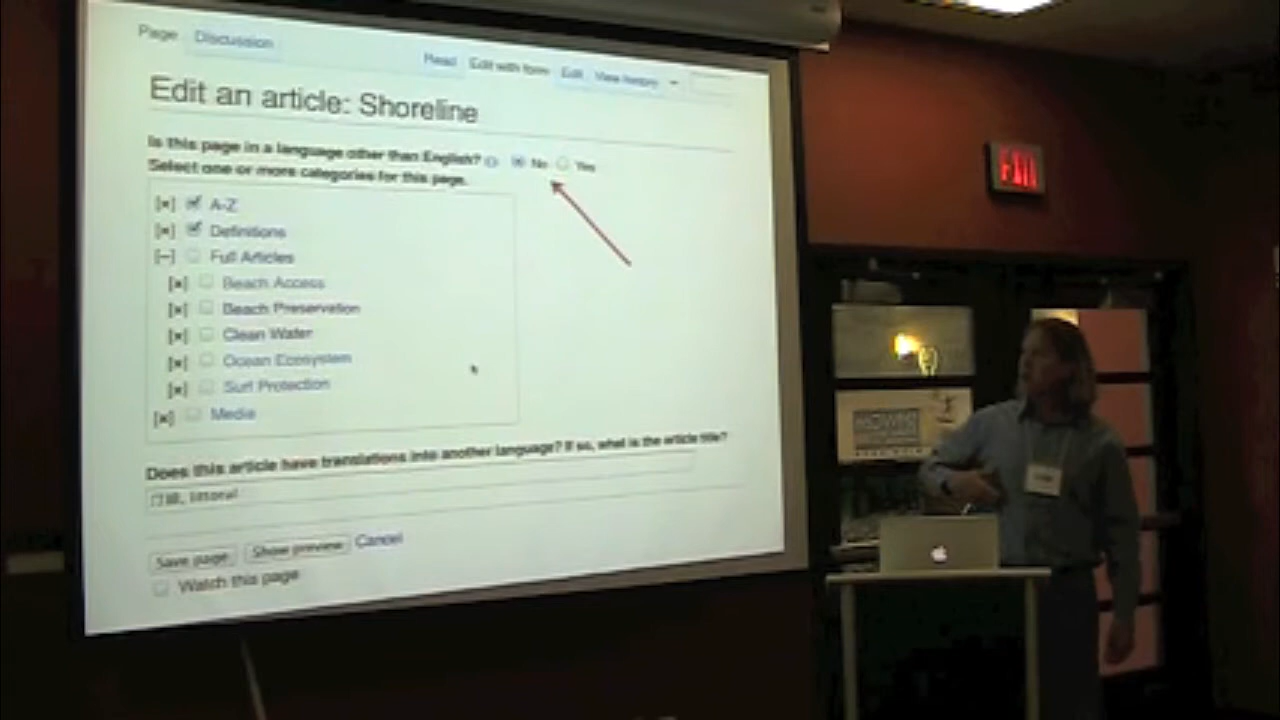 Page Discussion
Read Edit with form Edit View history
Edit an article: Shoreline
Is this page in a language other than English? No Yes
Select one or more categories for this page.
[×] A-Z
[×] Definitions
[−] Full Articles
[×] Beach Access
[×] Beach Preservation
[×] Clean Water
[×] Ocean Ecosystem
[×] Surf Protection
[×] Media
Does this article have translations into another language? If so, what is the article title?
littoral
Save page Show preview Cancel
Watch this page
EXIT